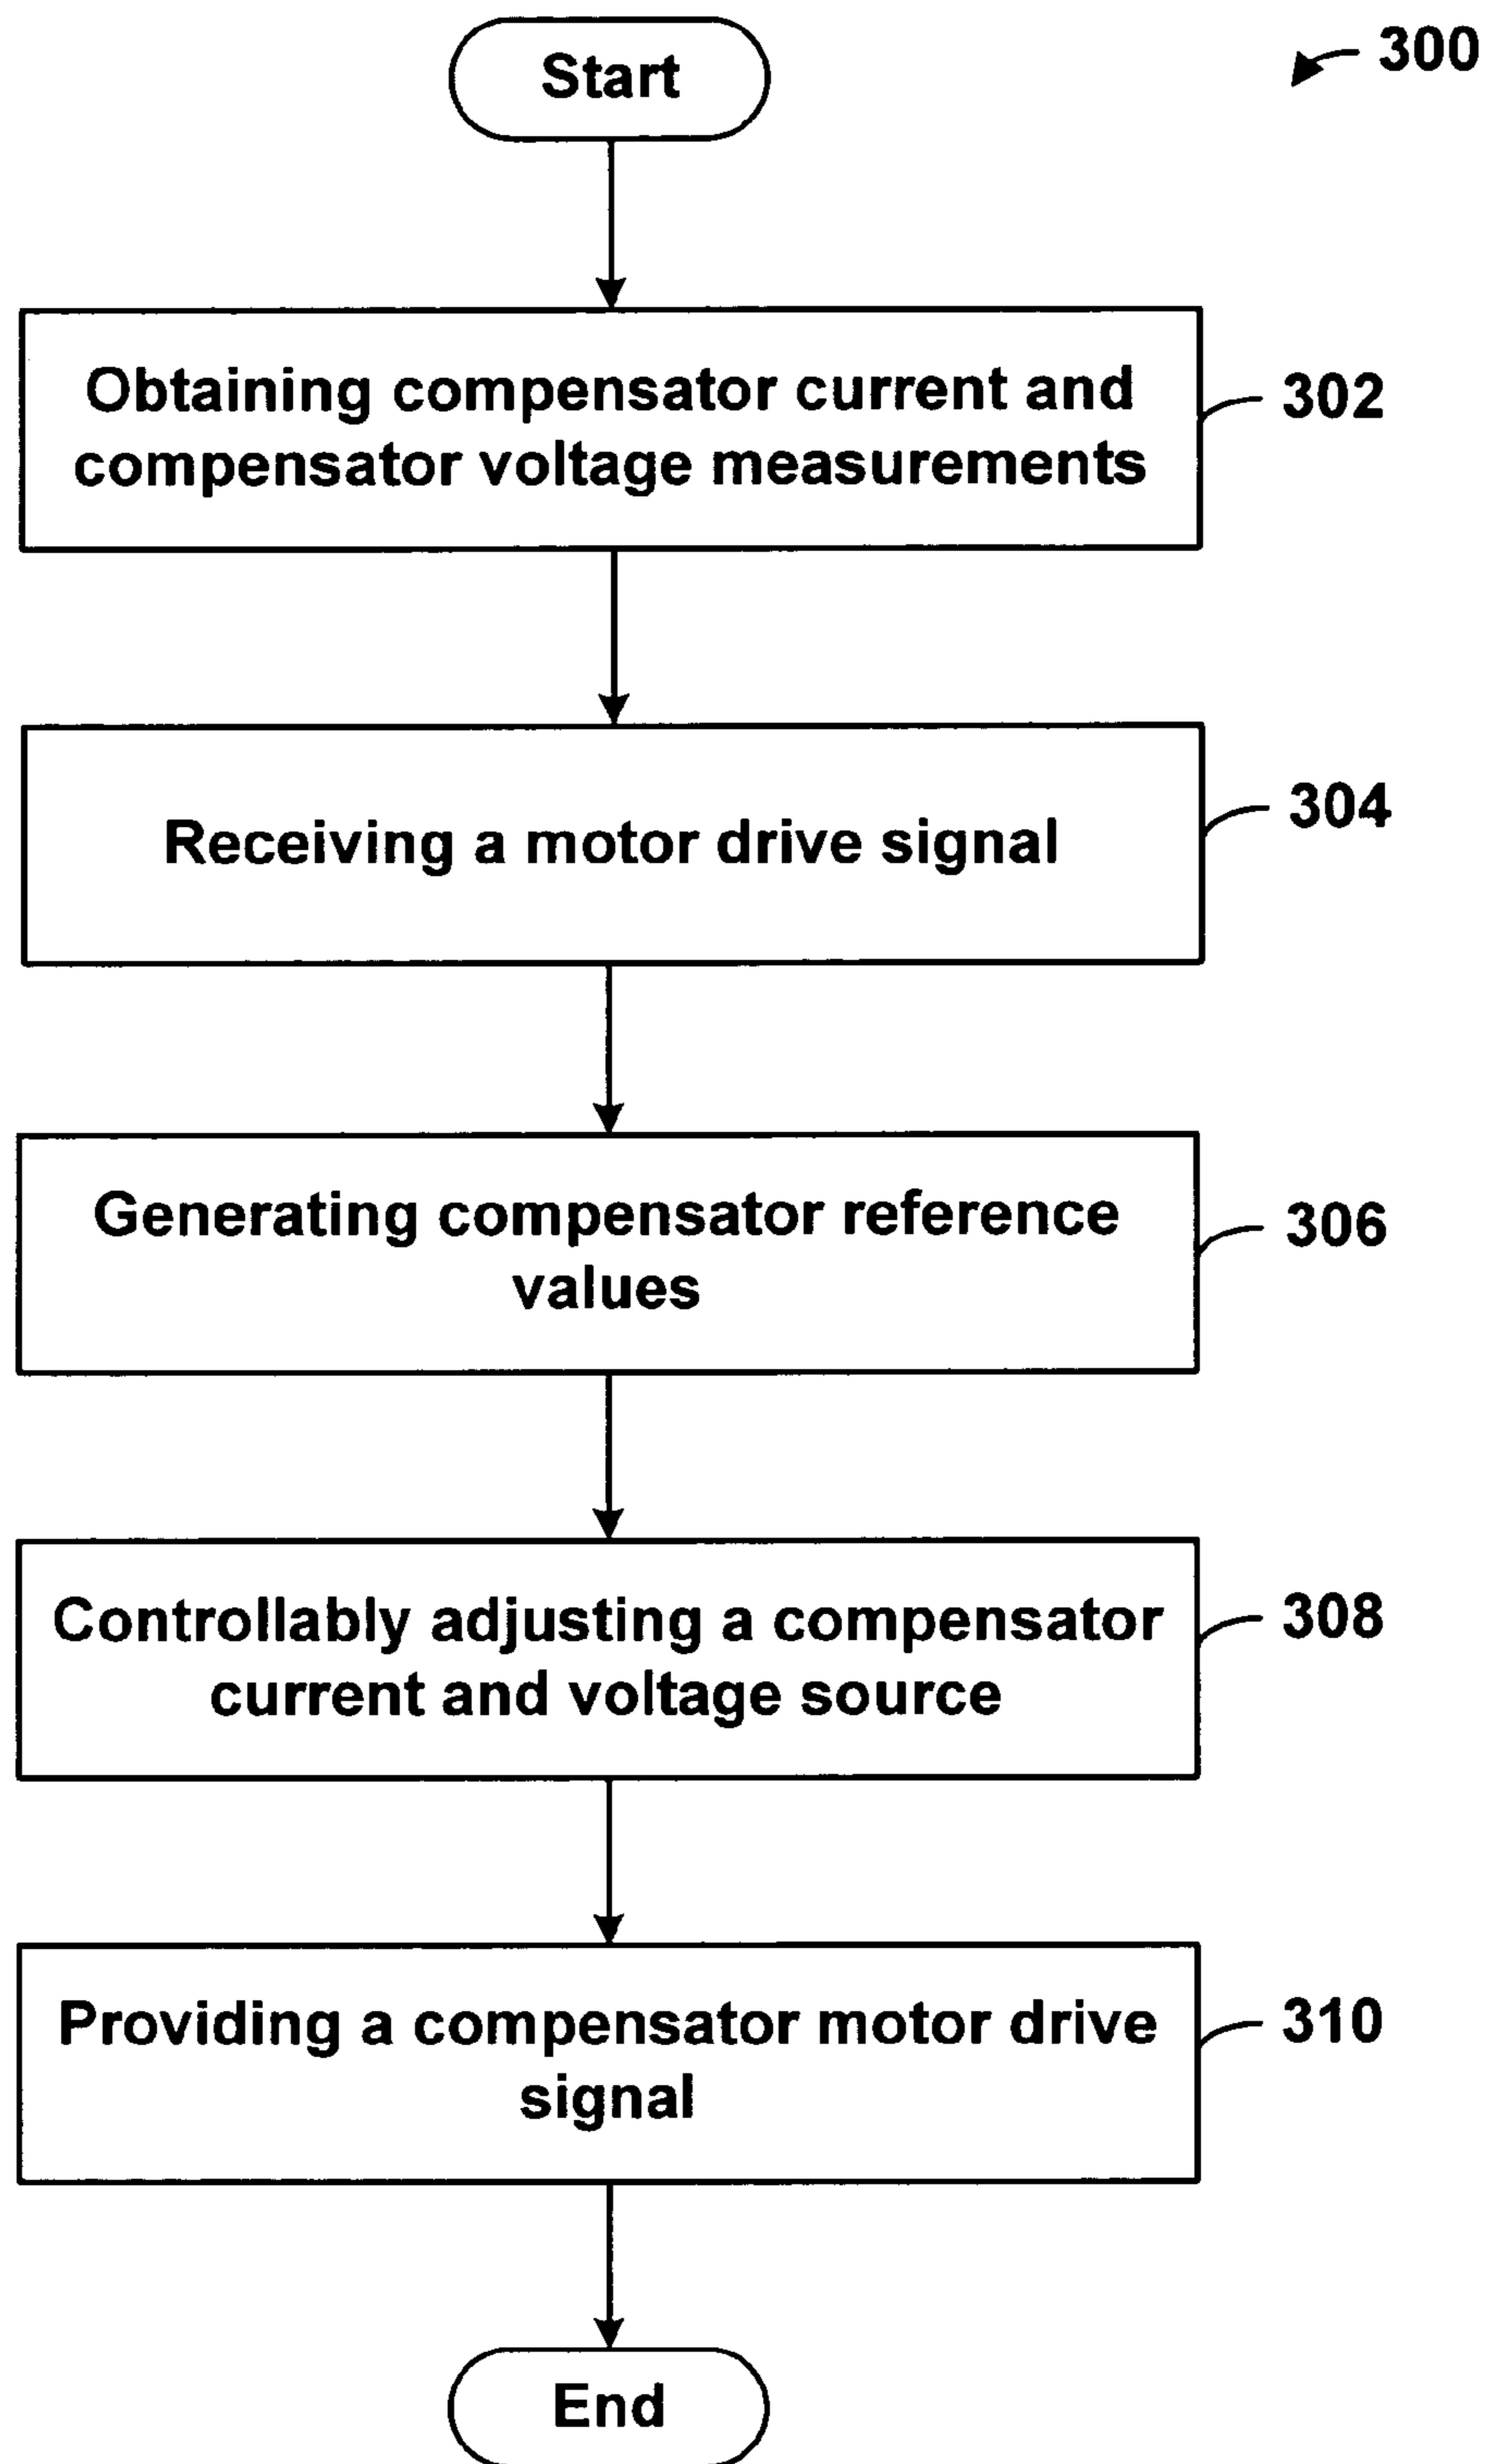 Start
300
Obtaining compensator current and
compensator voltage measurements
302
Receiving a motor drive signal
304
Generating compensator reference
values
306
Controllably adjusting a compensator
current and voltage source
308
Providing a compensator motor drive
signal
310
End